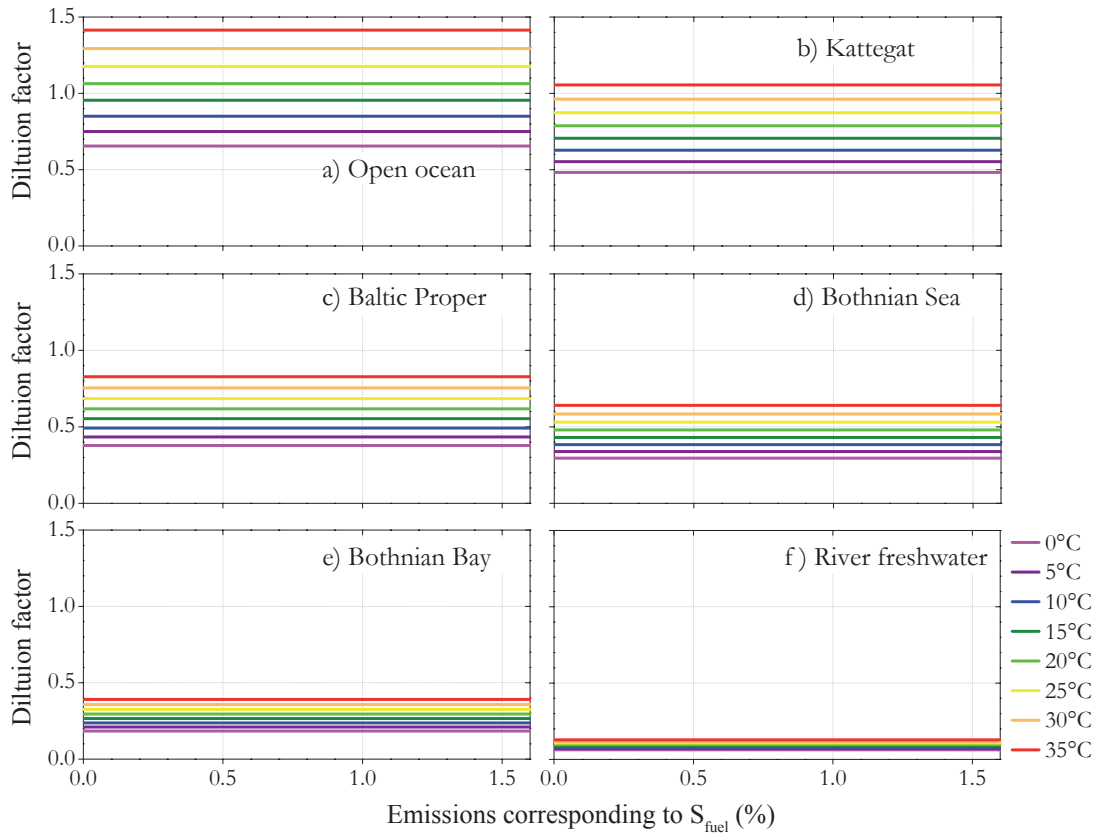 1.5
1.0
0.5
0.0
Diltuion factor
a) Open ocean
b) Kattegat
1.5
1.0
0.5
0.0
Diltuion factor
c) Baltic Proper
d) Bothnian Sea
1.5
1.0
0.5
0.0
Diltuion factor
e) Bothnian Bay
f ) River freshwater
0°C
5°C
10°C
15°C
20°C
25°C
30°C
35°C
0.0 0.5 1.0 1.5
0.0 0.5 1.0 1.5
Emissions corresponding to Sfuel (%)